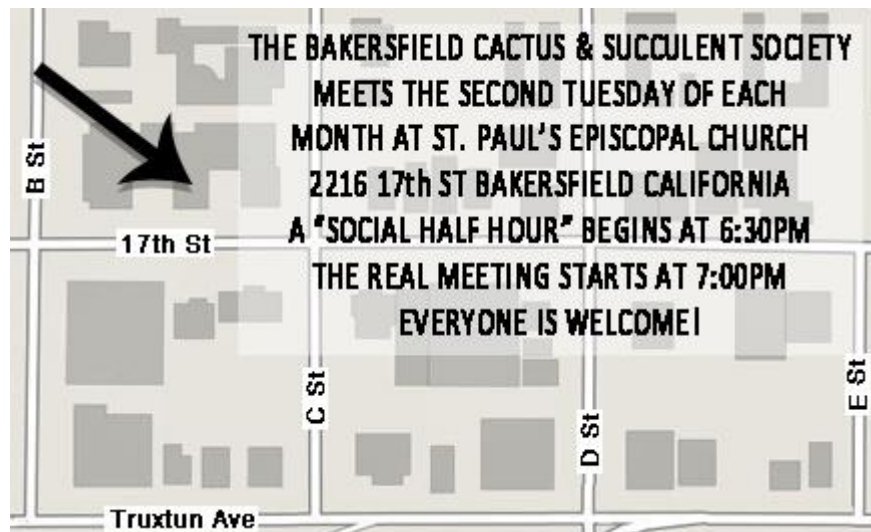 THE BAKERSFIELD CACTUS & SUCCULENT SOCIETY
MEETS THE SECOND TUESDAY OF EACH
MONTH AT ST. PAUL'S EPISCOPAL CHURCH
2216 17th ST BAKERSFIELD CALIFORNIA
A "SOCIAL HALF HOUR" BEGINS AT 6:30PM
THE REAL MEETING STARTS AT 7:00PM
EVERYONE IS WELCOME!
B St
17th St
C St
D St
E St
Truxtun Ave